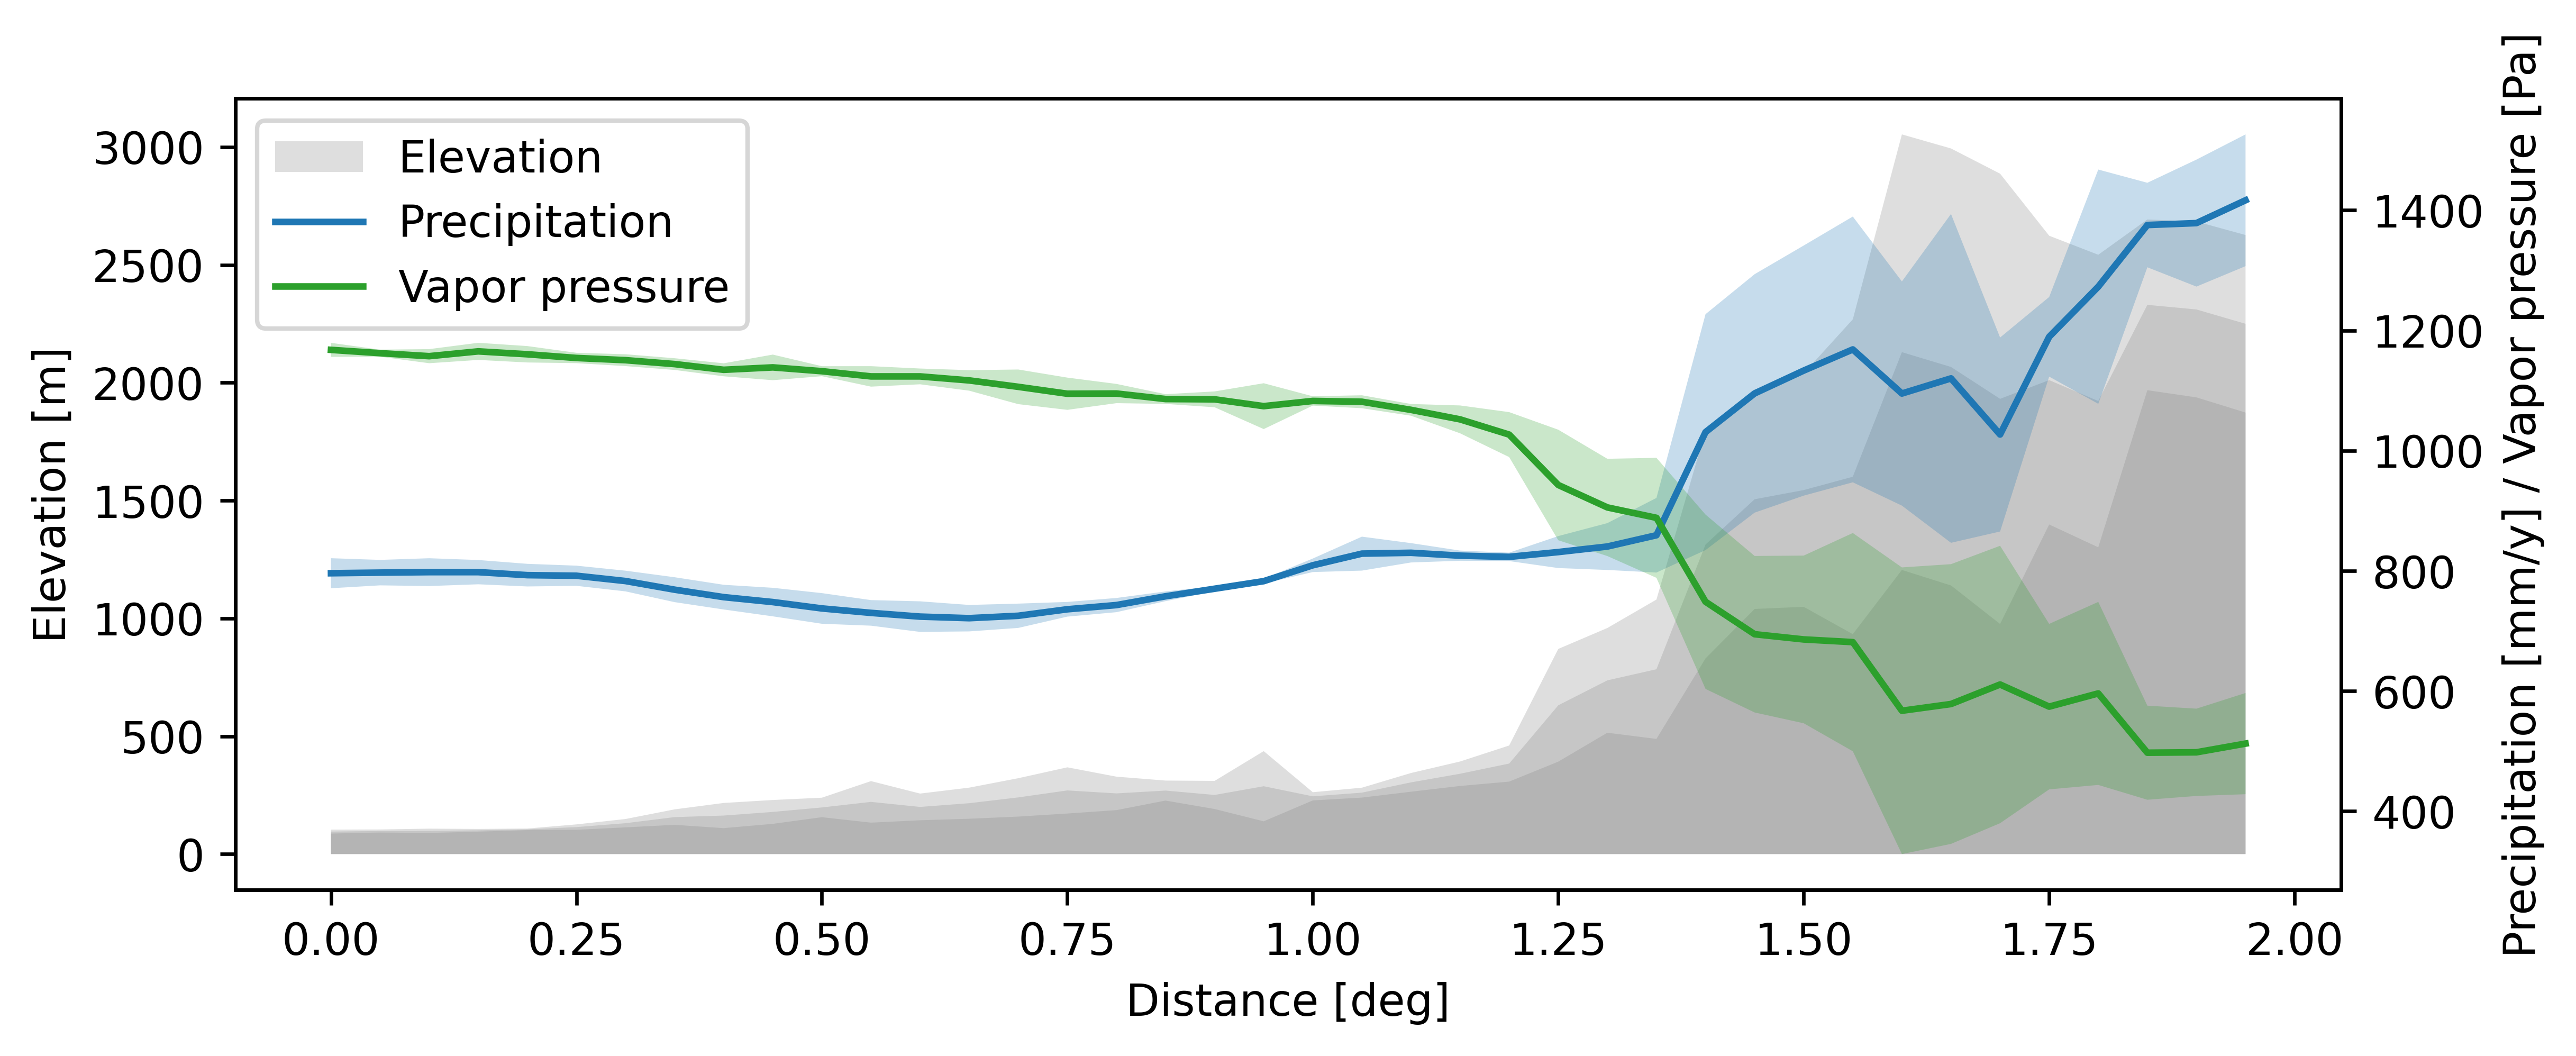 Elevation
Precipitation
Vapor pressure
Elevation [m]
3000
2500
2000
1500
1000
500
0
0.00 0.25 0.50 0.75 1.00 1.25 1.50 1.75 2.00
Distance [deg]
1400
1200
1000
800
600
400
Precipitation [mm/y] / Vapor pressure [Pa]